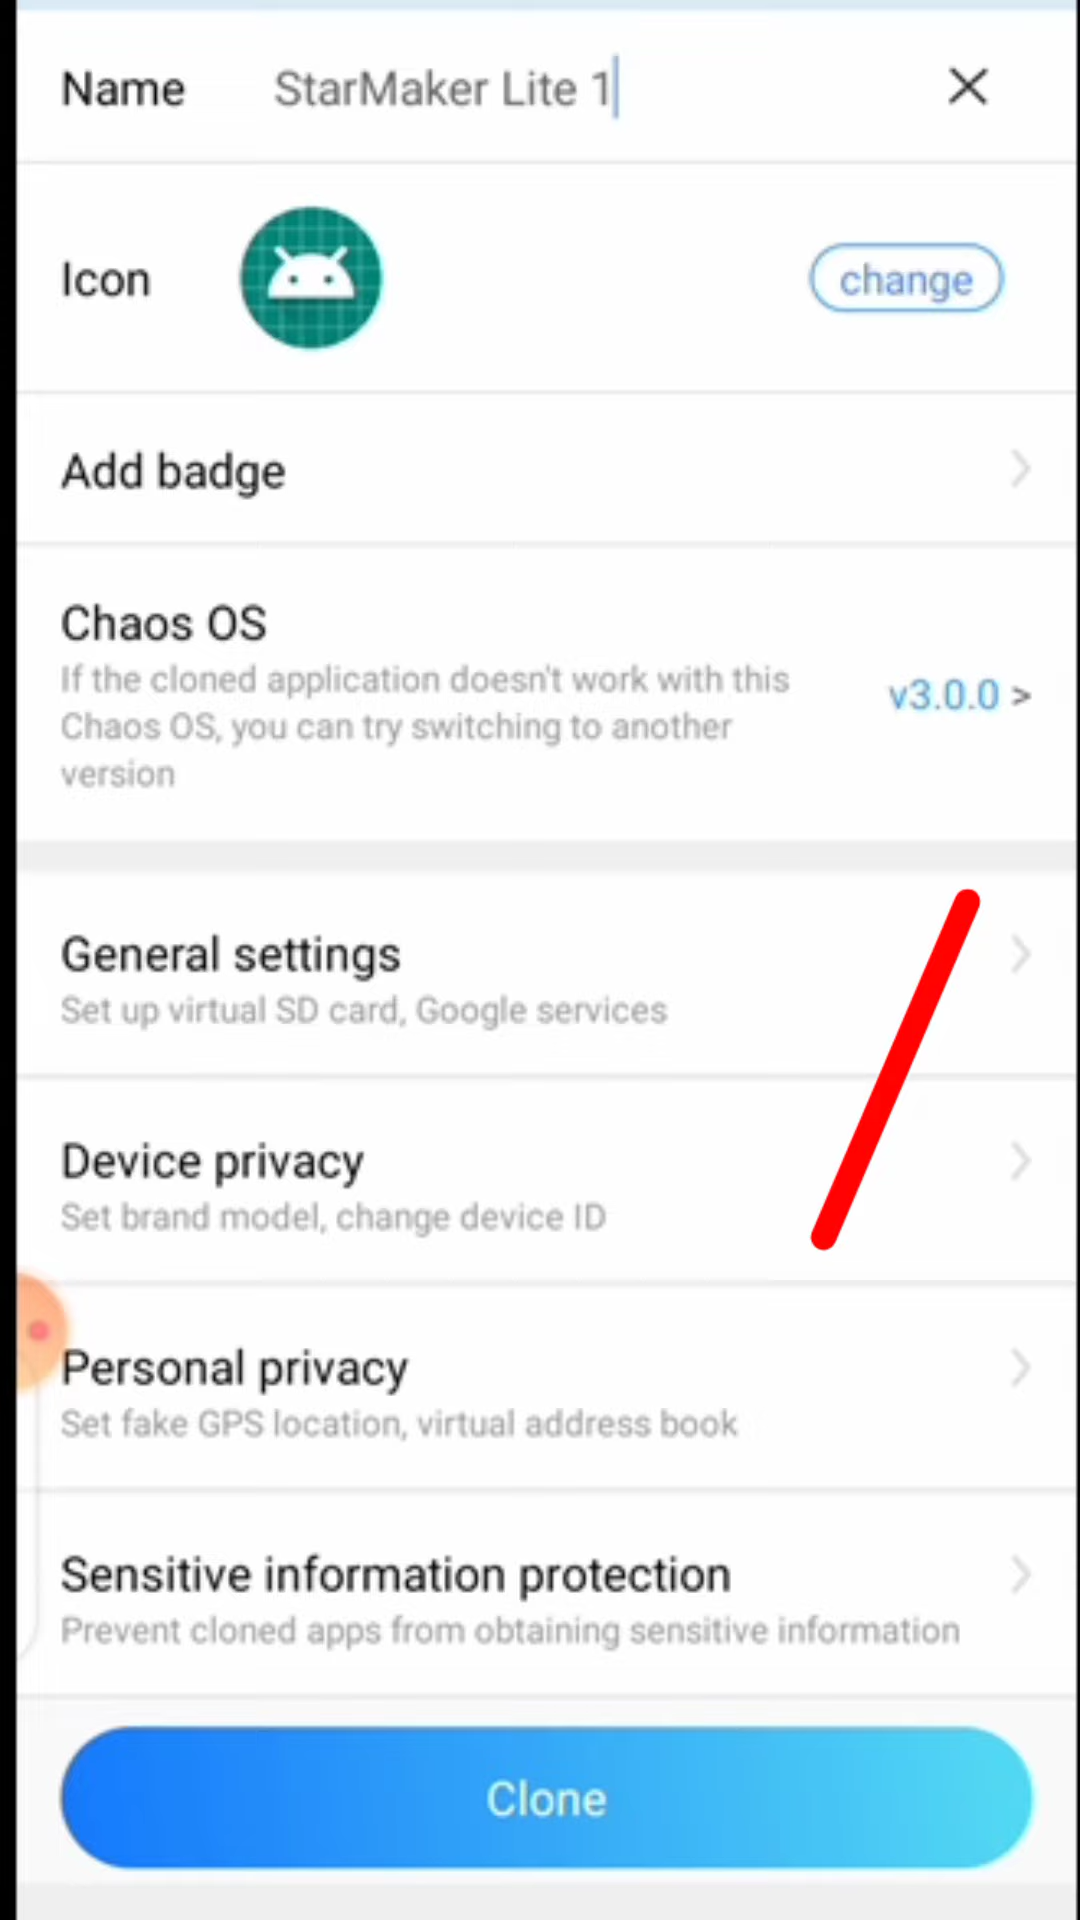 Name StarMaker Lite 1
Icon change
Add badge
Chaos OS
If the cloned application doesn't work with this
Chaos OS, you can try switching to another
version
v3.0.0 >
General settings
Set up virtual SD card, Google services
Device privacy
Set brand model, change device ID
Personal privacy
Set fake GPS location, virtual address book
Sensitive information protection
Prevent cloned apps from obtaining sensitive information
Clone